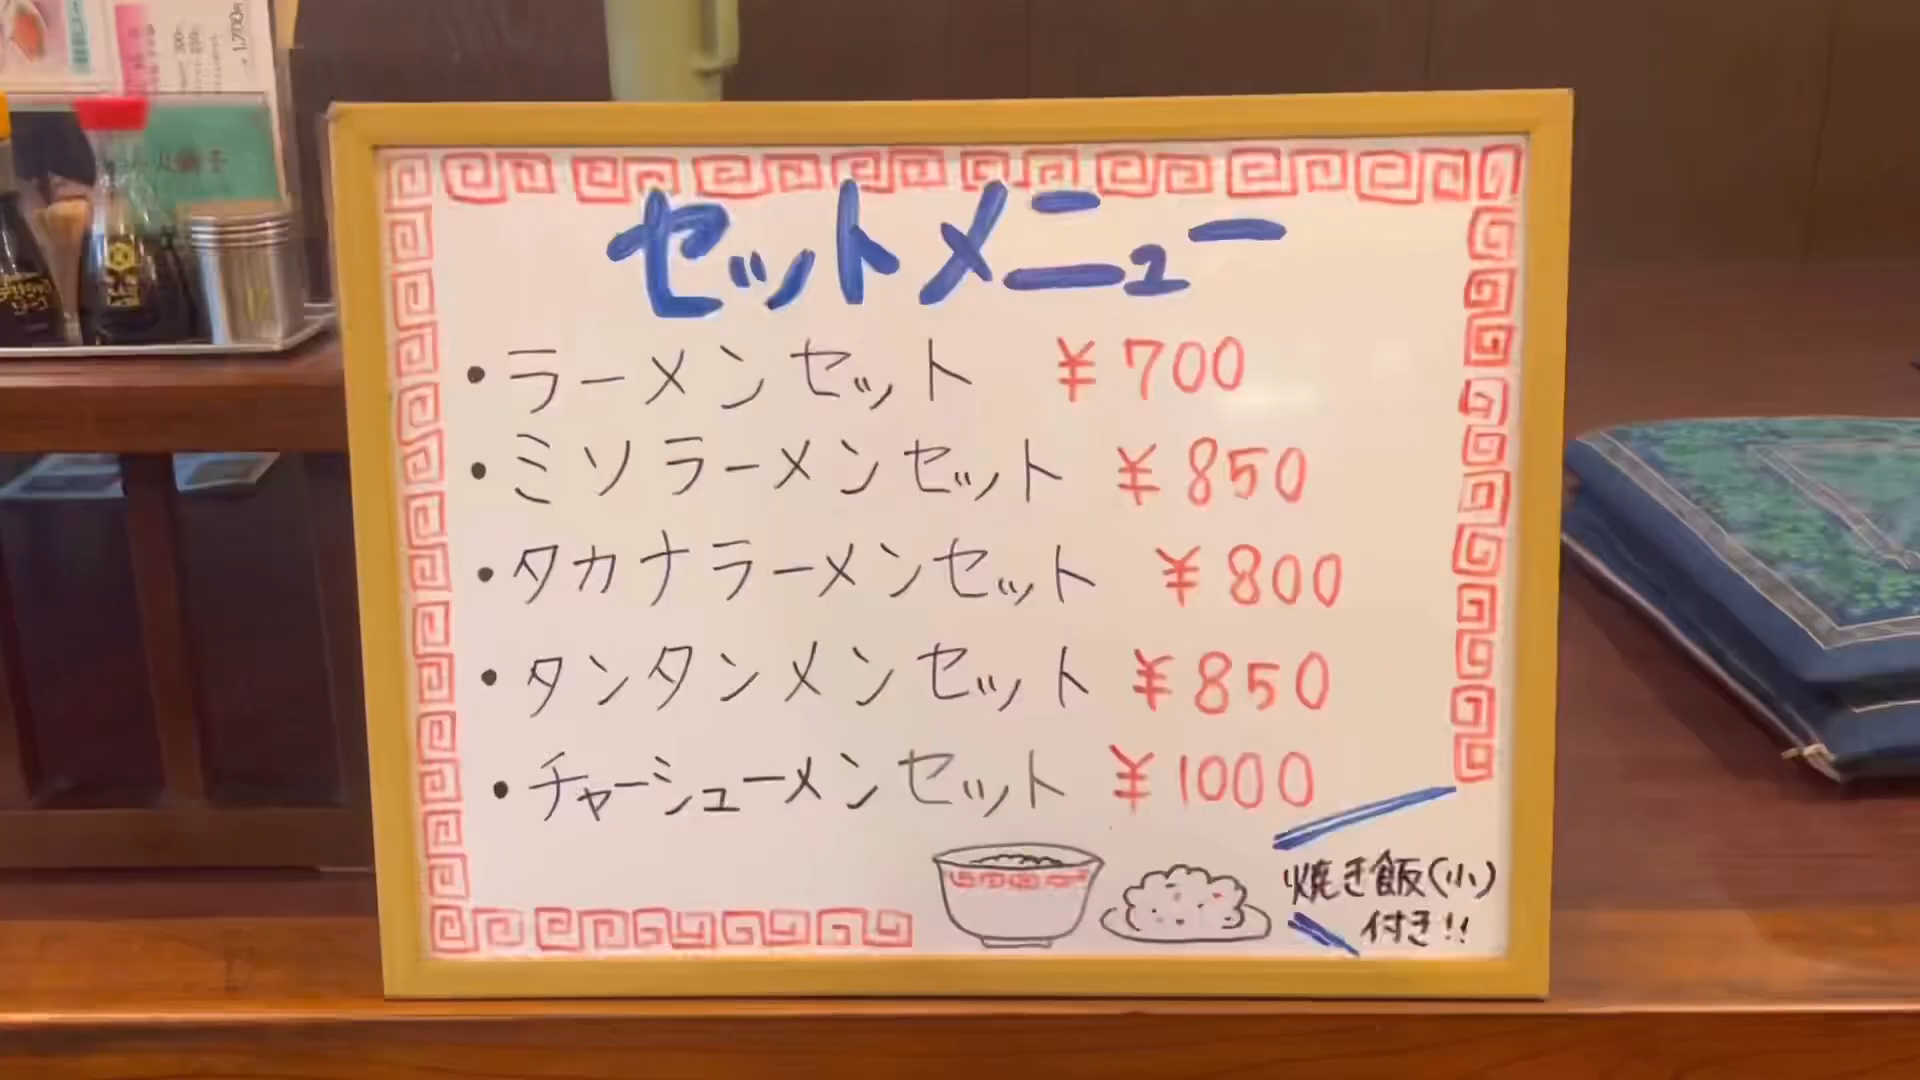 セットメニュー
・ラーメンセット ¥700
・ミソラーメンセット ¥850
・タカナラーメンセット ¥800
・タンタンメンセット ¥850
・チャーシューメンセット ¥1000
焼き飯(小)
付き!!